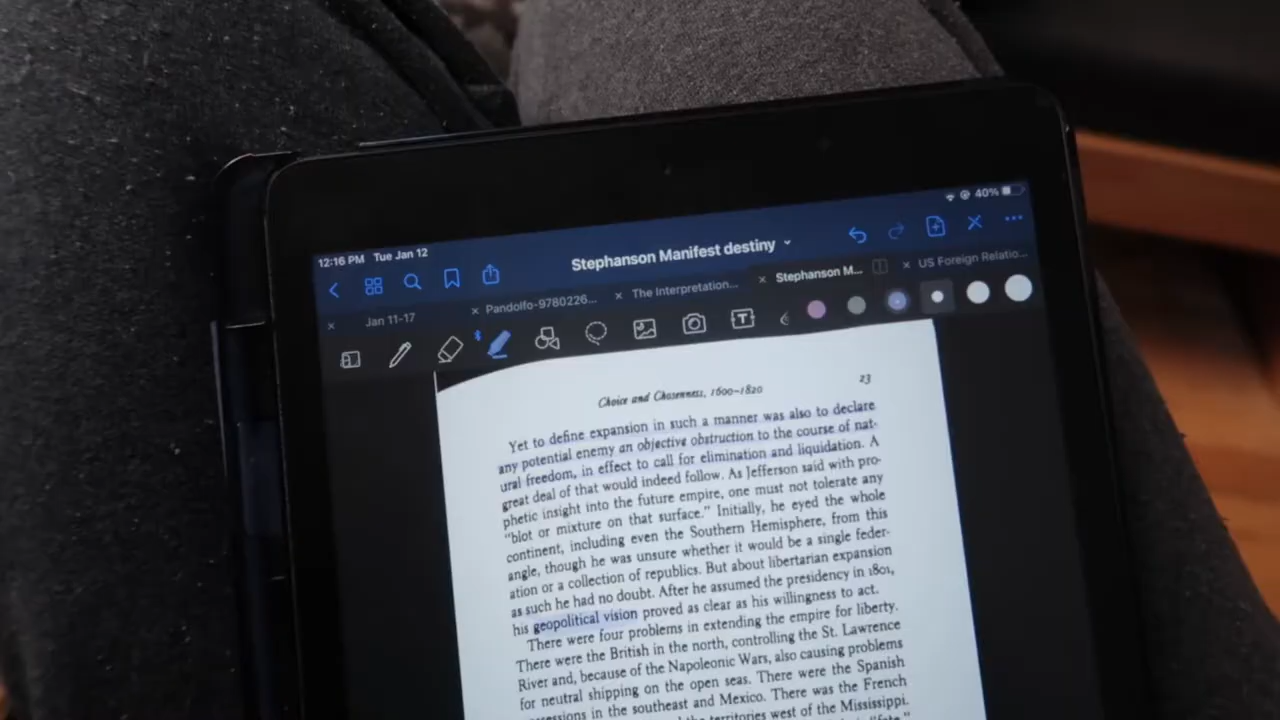 12:16 PM Tue Jan 12
40%
Stephanson Manifest destiny
Jan 11-17
Pandolfo-9780226...
The Interpretation...
Stephanson M...
US Foreign Relatio...
T
Choice and Chosenness, 1600–1820
23
Yet to define expansion in such a manner was also to declare
any potential enemy an objective obstruction to the course of nat-
ural freedom, in effect to call for elimination and liquidation. A
great deal of that would indeed follow. As Jefferson said with pro-
phetic insight into the future empire, one must not tolerate any
“blot or mixture on that surface.” Initially, he eyed the whole
continent, including even the Southern Hemisphere, from this
angle, though he was unsure whether it would be a single feder-
ation or a collection of republics. But about libertarian expansion
as such he had no doubt. After he assumed the presidency in 1801,
his geopolitical vision proved as clear as his willingness to act.
There were four problems in extending the empire for liberty.
There were the British in the north, controlling the St. Lawrence
River and, because of the Napoleonic Wars, also causing problems
for neutral shipping on the open seas. There were the Spanish
in the southeast and Mexico. There was the French
territories west of the Mississippi.